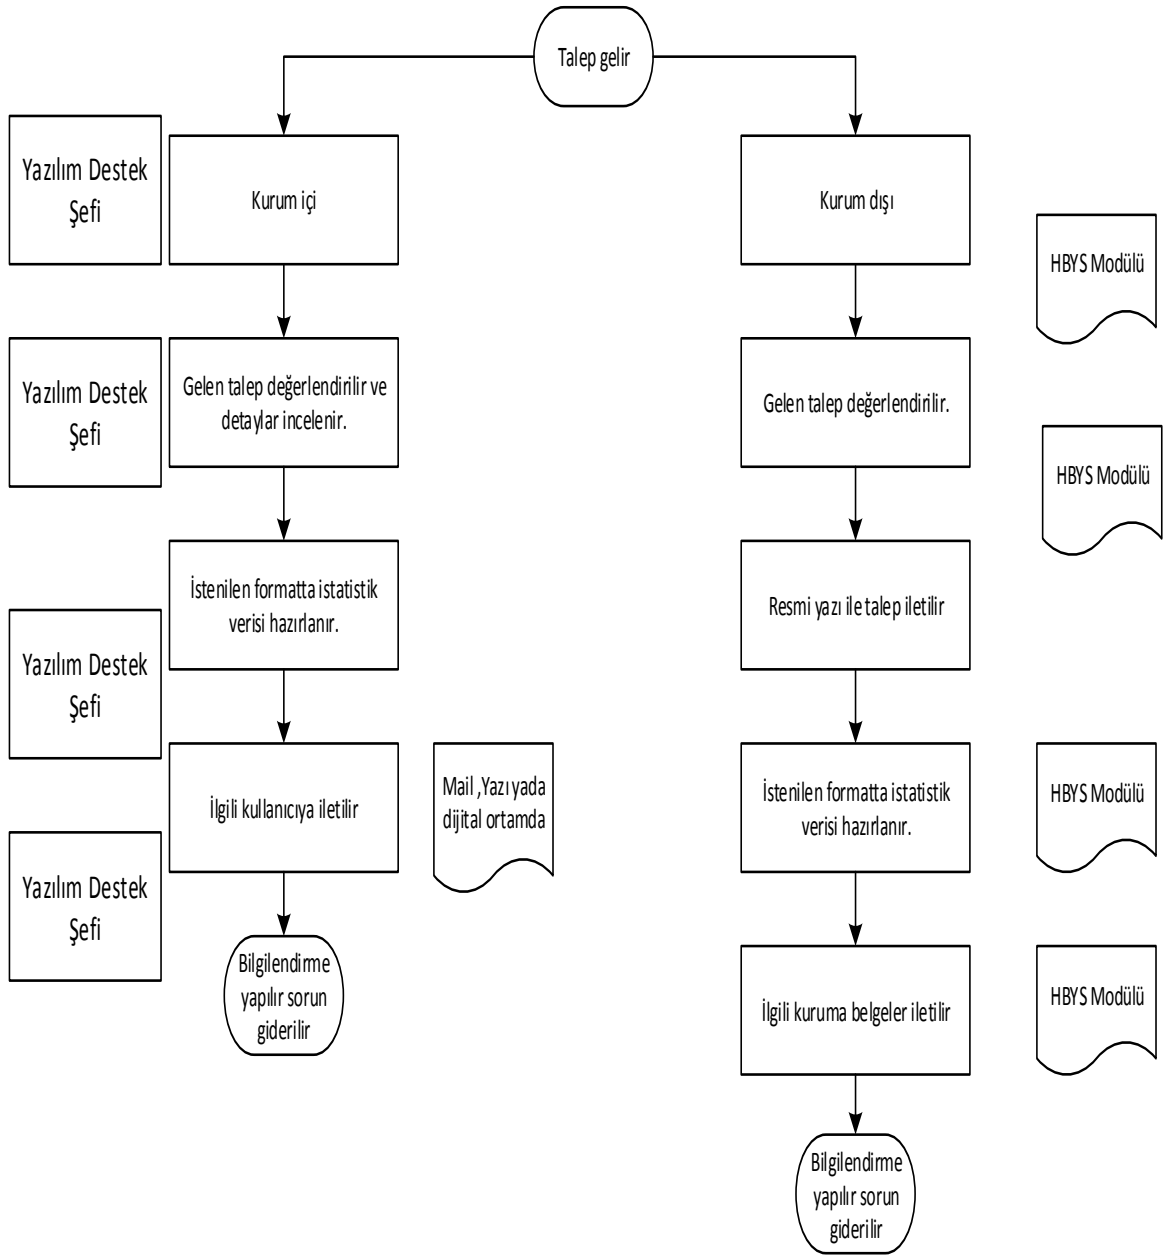 Talep gelir
Yazılım Destek
Şefi
Kurum içi
Kurum dışı
HBYS Modülü
Yazılım Destek
Şefi
Gelen talep değerlendirilir ve
detaylar incelenir.
Gelen talep değerlendirilir.
HBYS Modülü
İstenilen formatta istatistik
verisi hazırlanır.
Resmi yazı ile talep iletilir
Yazılım Destek
Şefi
İlgili kullanıcıya iletilir
Mail ,Yazı yada
dijital ortamda
İstenilen formatta istatistik
verisi hazırlanır.
HBYS Modülü
Yazılım Destek
Şefi
Bilgilendirme
yapılır sorun
giderilir
İlgili kuruma belgeler iletilir
HBYS Modülü
Bilgilendirme
yapılır sorun
giderilir